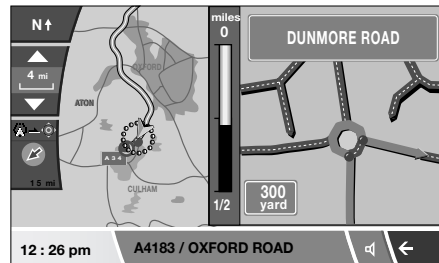 N
4 mi
15 mi
OXFORD
ATON
A34
CULHAM
miles
0
1/2
DUNMORE ROAD
300
yard
12 : 26 pm
A4183 / OXFORD ROAD